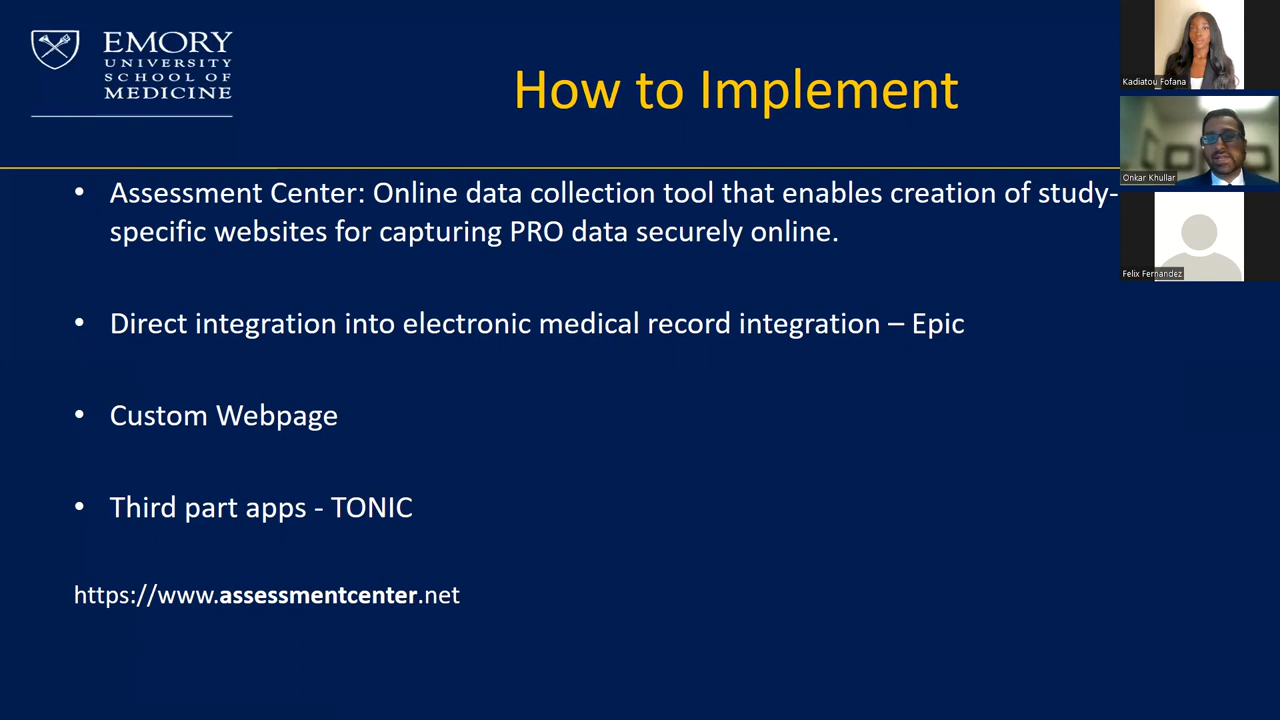 EMORY
UNIVERSITY
SCHOOL OF
MEDICINE
How to Implement
• Assessment Center: Online data collection tool that enables creation of study-
specific websites for capturing PRO data securely online.
• Direct integration into electronic medical record integration – Epic
• Custom Webpage
• Third part apps - TONIC
https://www.assessmentcenter.net
Kadiatou Fofana
Onkar Khullar
Felix Fernandez